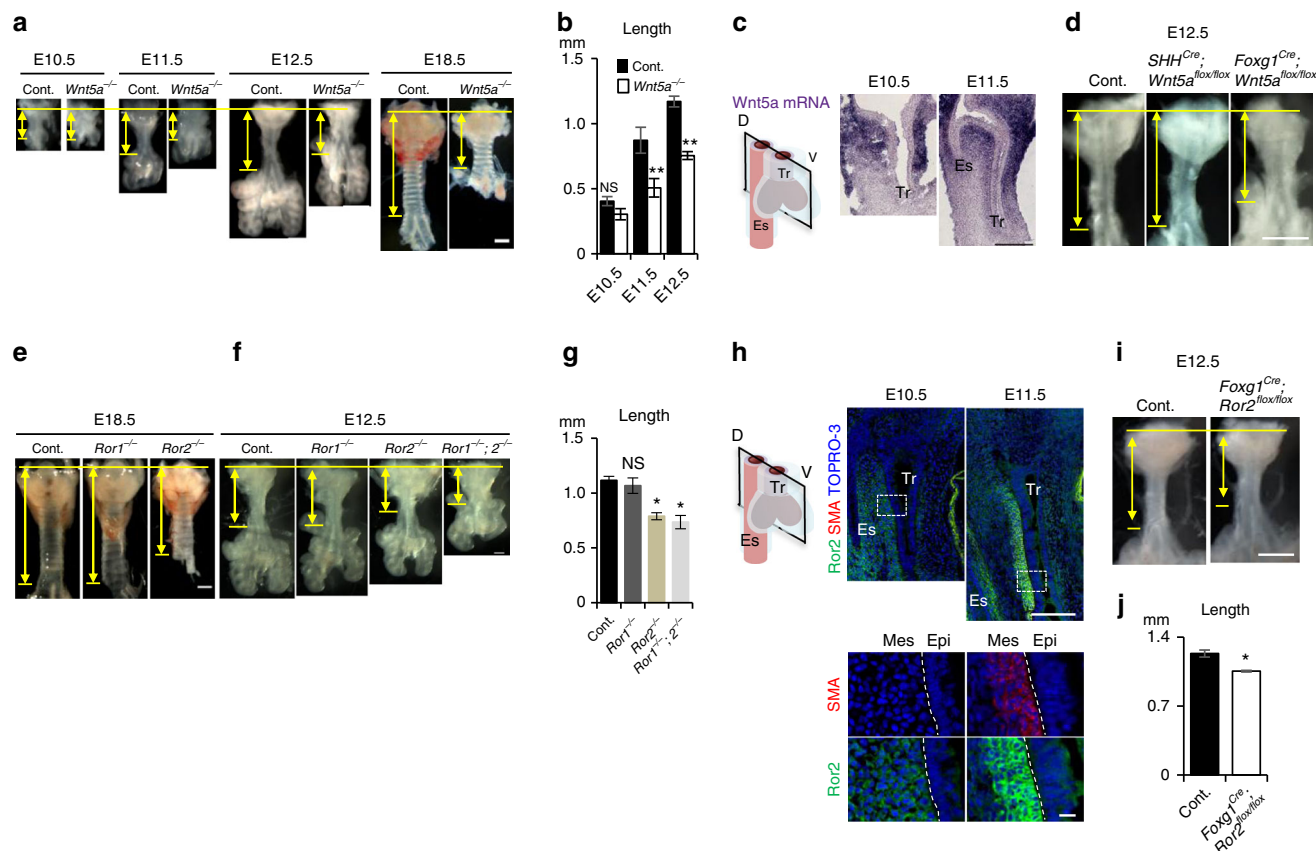 a
E10.5 E11.5 E12.5 E18.5
Cont. Wnt5a–/– Cont. Wnt5a–/– Cont. Wnt5a–/– Cont. Wnt5a–/–
b
Length
mm
1.5
1.0
0.5
0
Cont.
Wnt5a–/–
NS
**
**
E10.5 E11.5 E12.5
c
E10.5 E11.5
Wnt5a mRNA
D
V
Tr
Es
Tr
Es
Tr
d
E12.5
Cont.
SHHCre;
Wnt5aflox/flox
Foxg1Cre;
Wnt5aflox/flox
e
E18.5
Cont. Ror1–/– Ror2–/–
f
E12.5
Cont. Ror1–/– Ror2–/– Ror1–/–; 2–/–
g
Length
mm
1.5
1.0
0.5
0
NS
*
*
Cont.
Ror1–/–
Ror2–/–
Ror1–/–; 2–/–
h
D
V
Tr
Es
E10.5 E11.5
Ror2 SMA TOPRO-3
Tr
Es
Tr
Es
Mes Epi Mes Epi
SMA
Ror2
i
E12.5
Cont.
Foxg1Cre;
Ror2flox/flox
j
Length
mm
1.4
0.7
0
*
Cont.
Foxg1Cre;
Ror2flox/flox